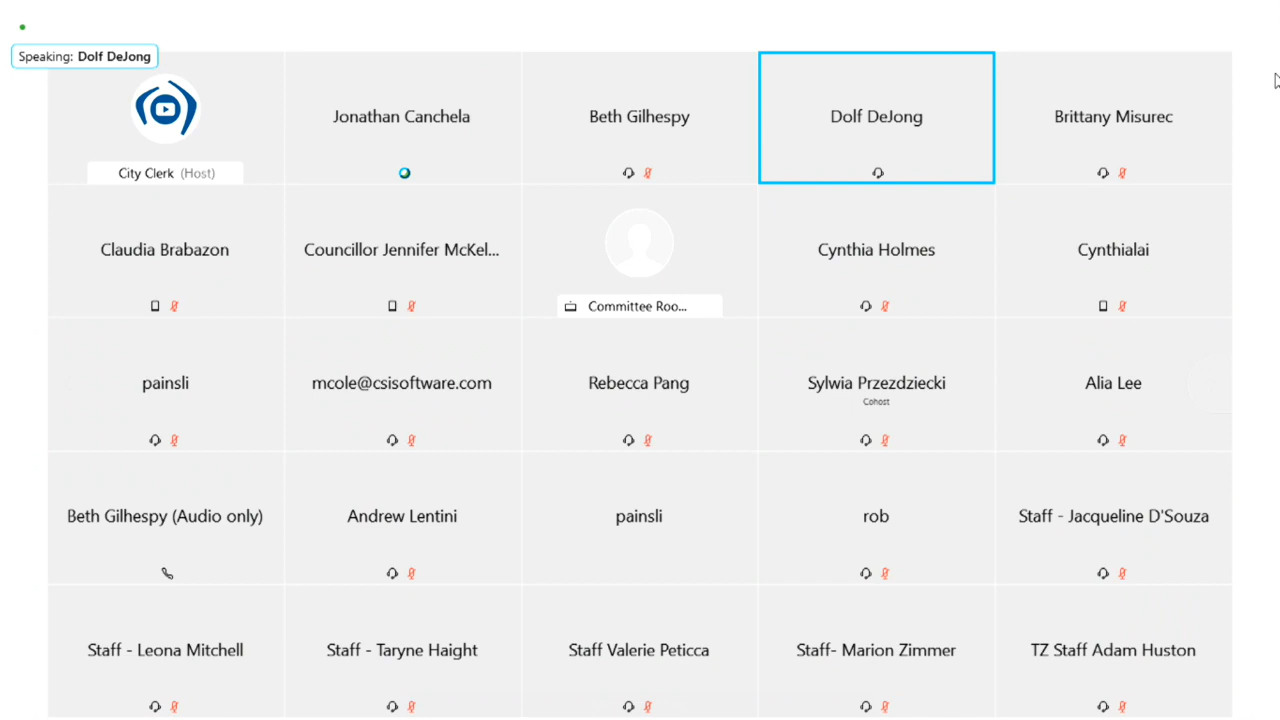 Speaking: Dolf DeJong
City Clerk (Host)
Jonathan Canchela
Beth Gilhespy
Dolf DeJong
Brittany Misurec
Claudia Brabazon
Councillor Jennifer McKel...
Committee Roo...
Cynthia Holmes
Cynthialai
painsli
mcole@csisoftware.com
Rebecca Pang
Sylwia Przezdziecki
Cohost
Alia Lee
Beth Gilhespy (Audio only)
Andrew Lentini
painsli
rob
Staff - Jacqueline D'Souza
Staff - Leona Mitchell
Staff - Taryne Haight
Staff Valerie Peticca
Staff- Marion Zimmer
TZ Staff Adam Huston